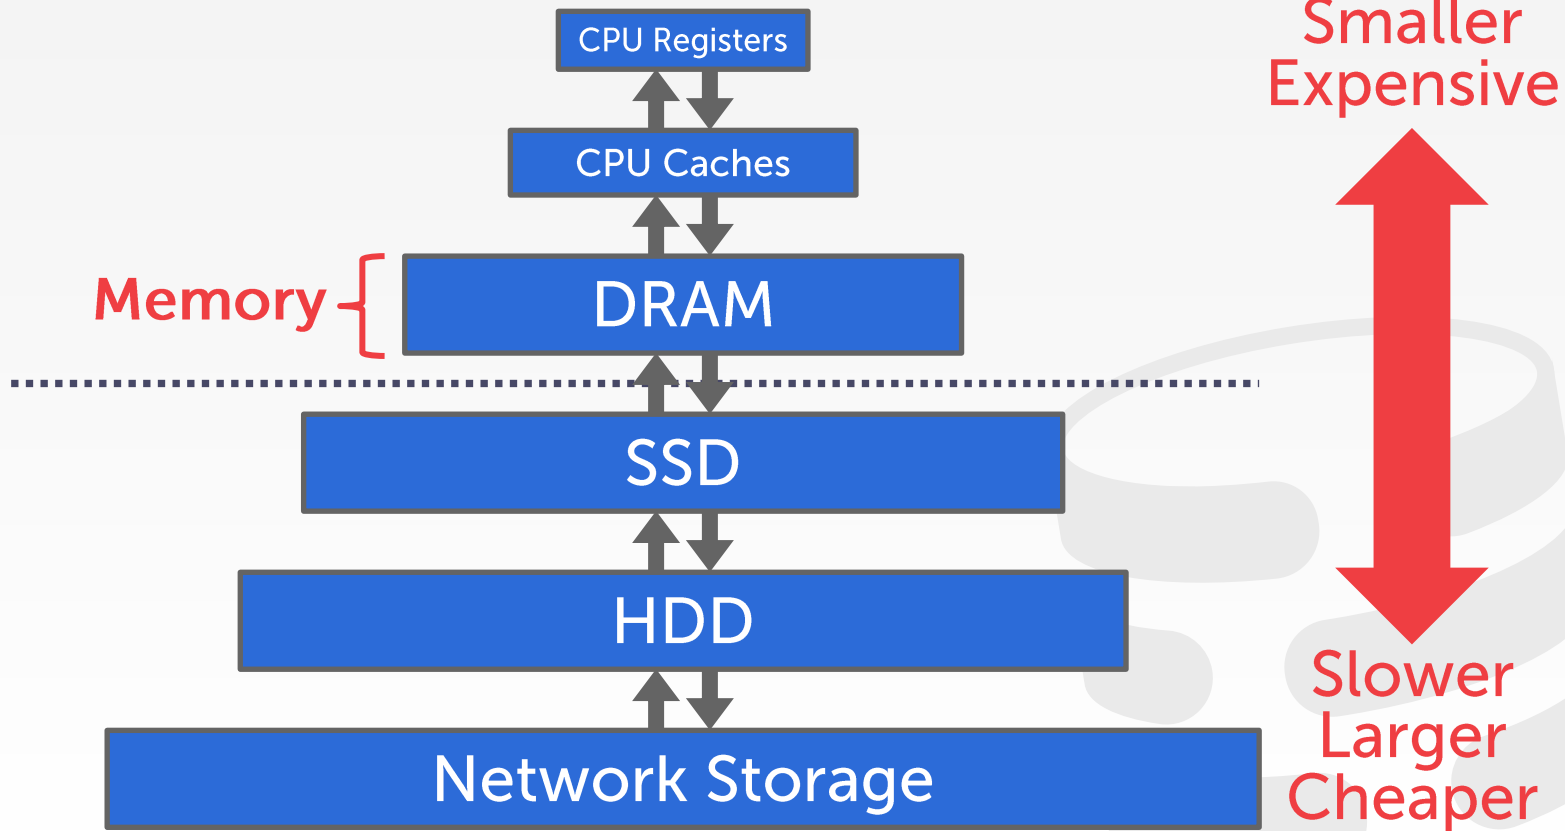 CPU Registers
CPU Caches
DRAM
SSD
HDD
Network Storage
Memory
Smaller
Expensive
Slower
Larger
Cheaper